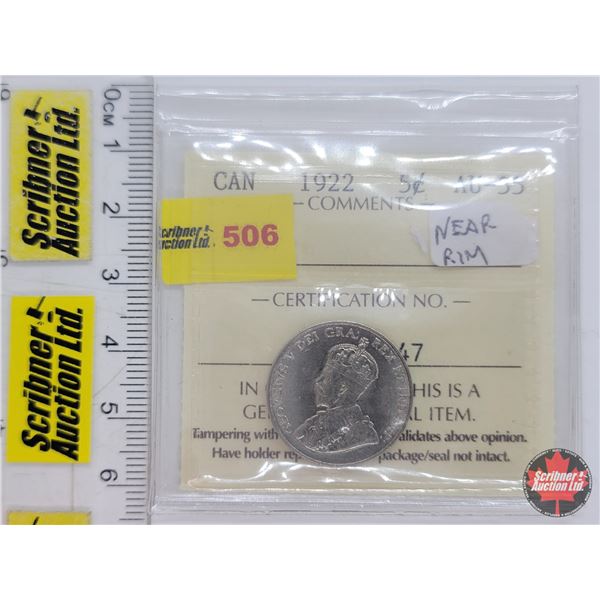 Scribner
Auction Ltd.
Scribner
Auction Ltd.
0CM 1 2 3 4 5 6
CAN 1922 5¢ AU-55
— COMMENTS
NEAR
RIM
Scribner
Auction Ltd. 506
— CERTIFICATION NO. —
47
V DEI GRA:
IN HIS IS A
GE L ITEM.
Tampering with alidates above opinion.
Have holder rep package/seal not intact.
Scribner
Auction Ltd.